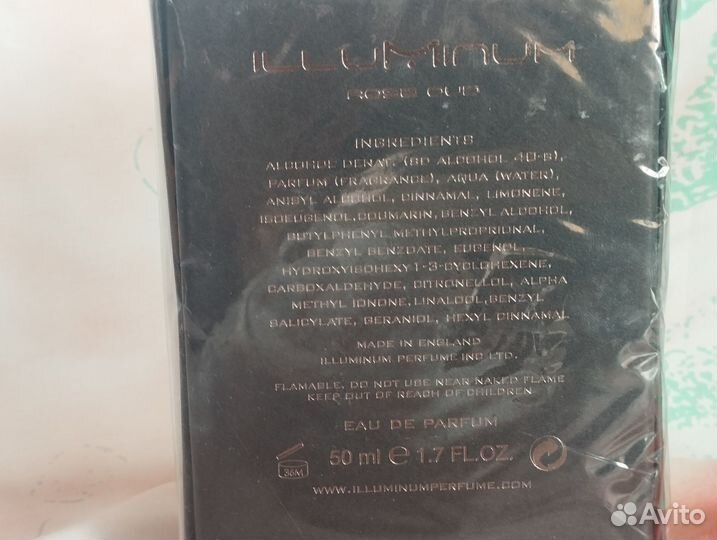 ILLUMINUM
ROSE OUD
INGREDIENTS
ALCOHOL DENAT. (SD ALCOHOL 40-B),
PARFUM (FRAGRANCE), AQUA (WATER),
ANISYL ALCOHOL, CINNAMAL, LIMONENE,
ISOEUGENOL, COUMARIN, BENZYL ALCOHOL,
BUTYLPHENYL METHYLPROPRIONAL,
BENZYL BENZOATE, EUGENOL,
HYDROXYISOHEXY1-3-CYCLOHEXENE,
CARBOXALDEHYDE, CITRONELLOL, ALPHA
METHYL IONONE, LINALOOL, BENZYL
SALICYLATE, GERANIOL, HEXYL CINNAMAL
MADE IN ENGLAND
ILLUMINUM PERFUME IND LTD.
FLAMABLE, DO NOT USE NEAR NAKED FLAME
KEEP OUT OF REACH OF CHILDREN
EAU DE PARFUM
36M 50 ml e 1.7 FL.OZ.
WWW.ILLUMINUMPERFUME.COM
Avito